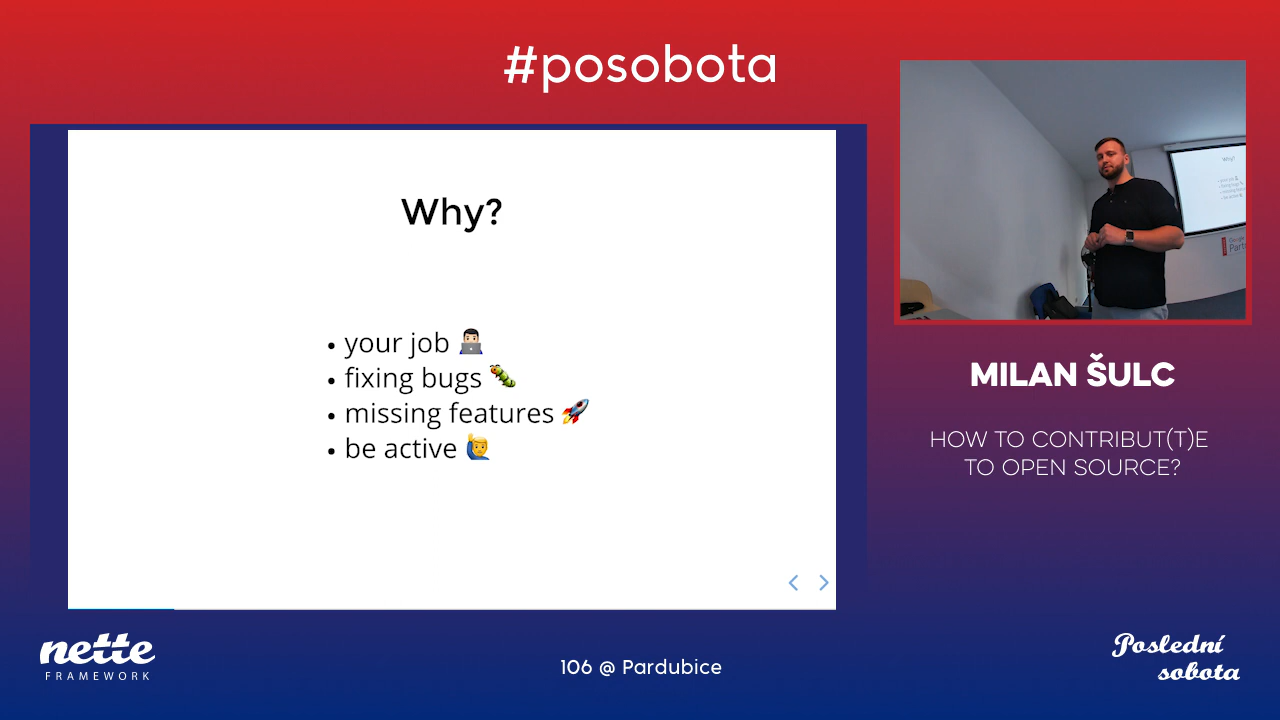 #posobota
Why?
• your job
• fixing bugs
• missing features
• be active
Why?
MILAN ŠULC
HOW TO CONTRIBUT(T)E
TO OPEN SOURCE?
nette
FRAMEWORK
106 @ Pardubice
Poslední
sobota